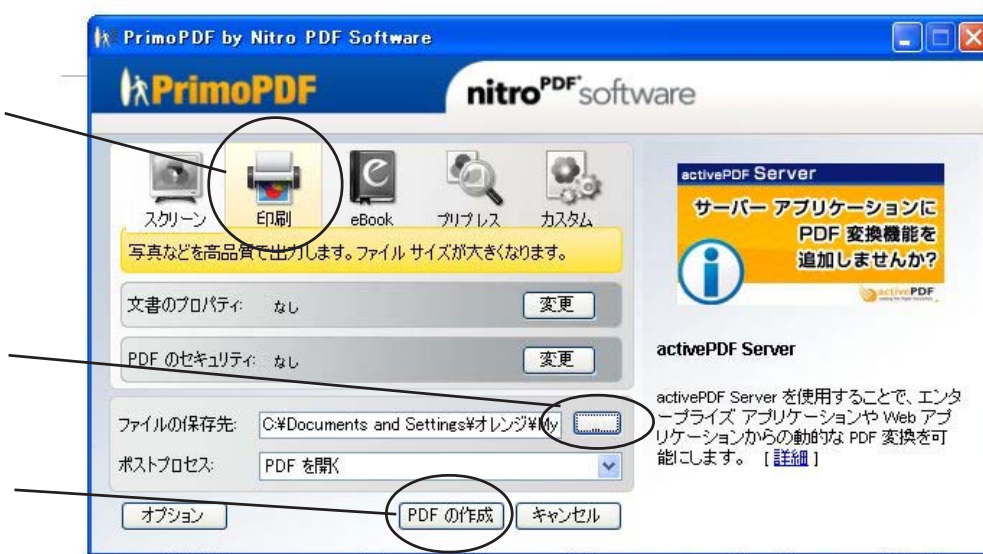 PrimoPDF by Nitro PDF Software
PrimoPDF
nitroPDF software
スクリーン
印刷
eBook
プリプレス
カスタム
写真などを高品質で出力します。ファイル サイズが大きくなります。
文書のプロパティ: なし
変更
PDF のセキュリティ: なし
変更
ファイルの保存先: C:¥Documents and Settings¥オレンジ¥My
...
ポストプロセス: PDF を開く
オプション
PDF の作成
キャンセル
activePDF Server
サーバー アプリケーションに
PDF 変換機能を
追加しませんか?
activePDF
activePDF Server
activePDF Server を使用することで、エンタ
ープライズ アプリケーションや Web アプ
リケーションからの動的な PDF 変換を可
能にします。 [詳細]